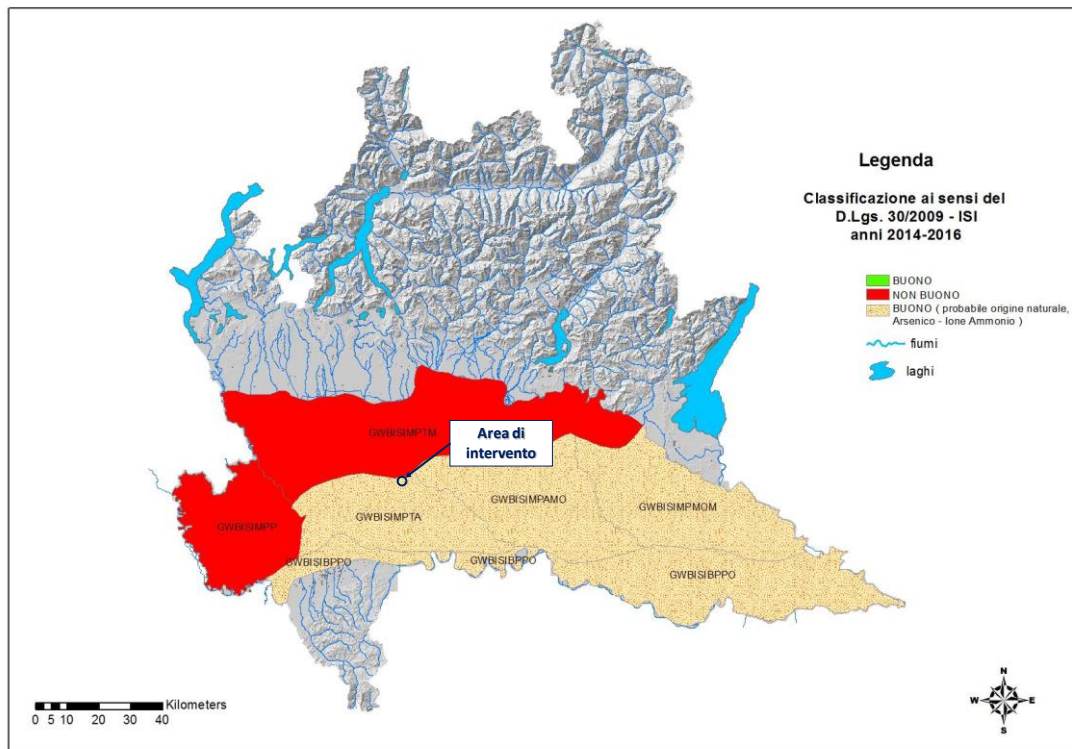 Legenda
Classificazione ai sensi del
D.Lgs. 30/2009 - ISI
anni 2014-2016
BUONO
NON BUONO
BUONO ( probabile origine naturale,
Arsenico - Ione Ammonio )
fiumi
laghi
GWBISIMPTM
Area di
intervento
GWBISIMPAMO
GWBISIMPMOM
GWBISIMPTA
GWBISIMPP
GWBISIBPPO
GWBISIBPPO
GWBISIBPPO
Kilometers
0 5 10 20 30 40
N
W E
S